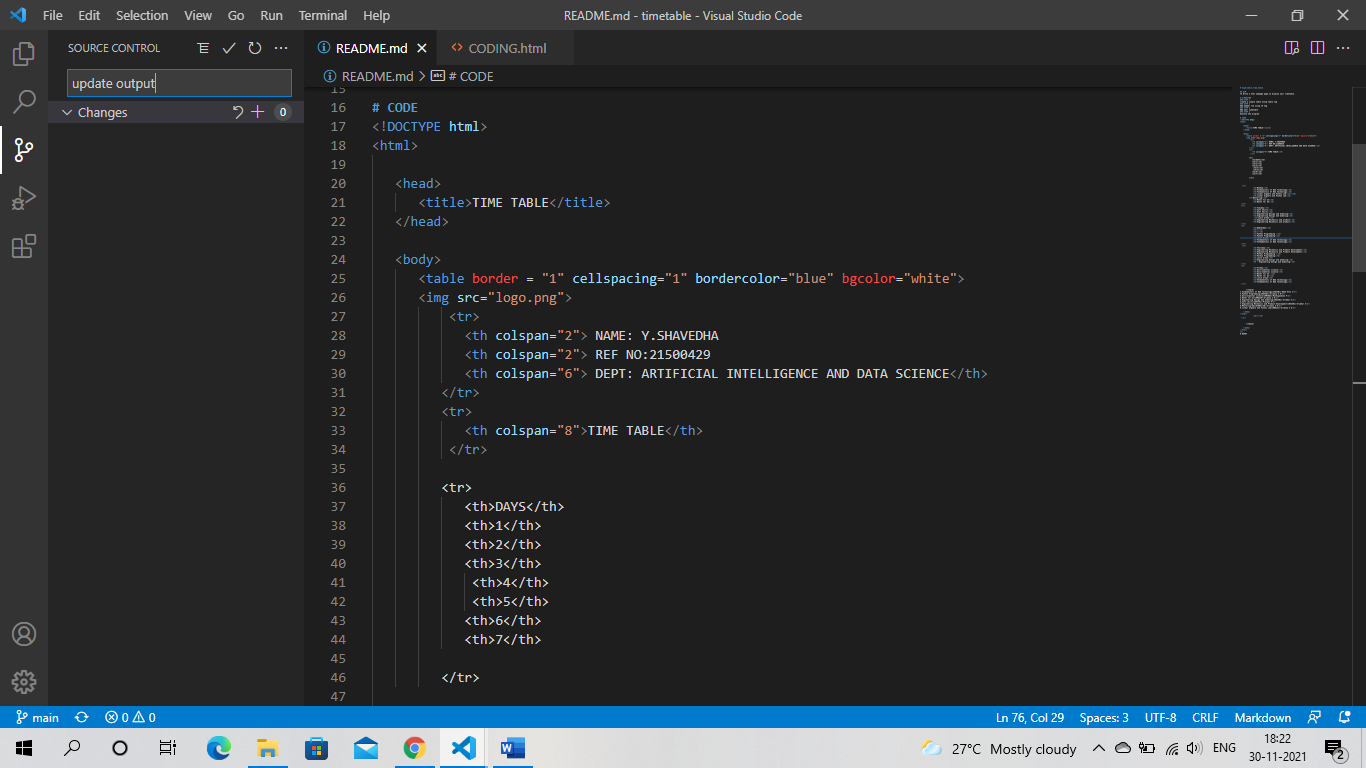 File Edit Selection View Go Run Terminal Help
README.md - timetable - Visual Studio Code
SOURCE CONTROL
update output
Changes
0
README.md
CODING.html
README.md > # CODE
15
16 # CODE
17 <!DOCTYPE html>
18 <html>
19
20 <head>
21 <title>TIME TABLE</title>
22 </head>
23
24 <body>
25 <table border = "1" cellspacing="1" bordercolor="blue" bgcolor="white">
26 <img src="logo.png">
27 <tr>
28 <th colspan="2"> NAME: Y.SHAVEDHA
29 <th colspan="2"> REF NO:21500429
30 <th colspan="6"> DEPT: ARTIFICIAL INTELLIGENCE AND DATA SCIENCE</th>
31 </tr>
32 <tr>
33 <th colspan="8">TIME TABLE</th>
34 </tr>
35
36 <tr>
37 <th>DAYS</th>
38 <th>1</th>
39 <th>2</th>
40 <th>3</th>
41 <th>4</th>
42 <th>5</th>
43 <th>6</th>
44 <th>7</th>
45
46 </tr>
47
main 0 0 Ln 76, Col 29 Spaces: 3 UTF-8 CRLF Markdown
27°C Mostly cloudy ENG
18:22
30-11-2021
2